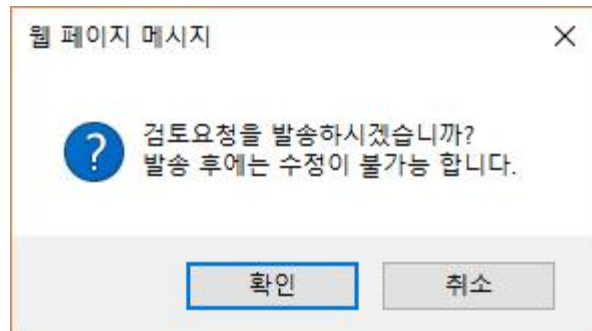 웹 페이지 메시지
검토요청을 발송하시겠습니까?
발송 후에는 수정이 불가능 합니다.
확인
취소